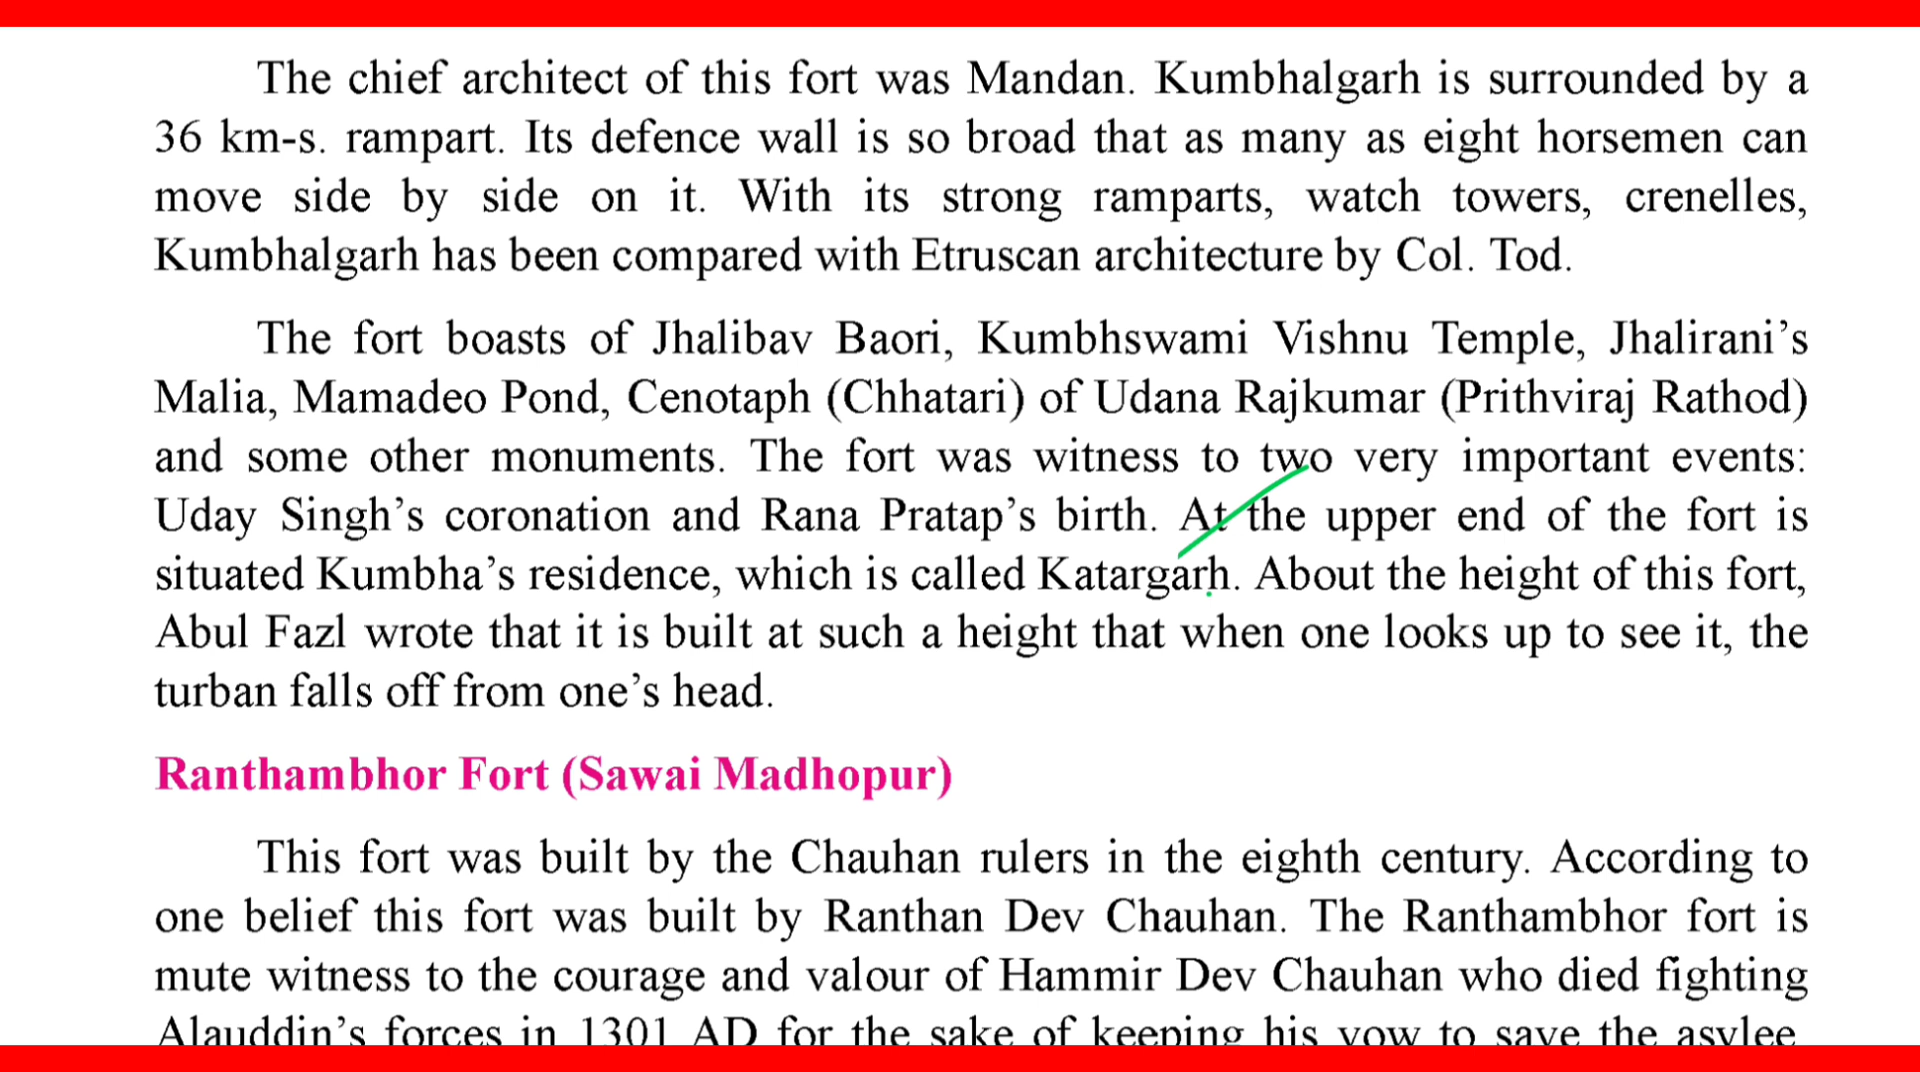 The chief architect of this fort was Mandan. Kumbhalgarh is surrounded by a
36 km-s. rampart. Its defence wall is so broad that as many as eight horsemen can
move side by side on it. With its strong ramparts, watch towers, crenelles,
Kumbhalgarh has been compared with Etruscan architecture by Col. Tod.
The fort boasts of Jhalibav Baori, Kumbhswami Vishnu Temple, Jhalirani’s
Malia, Mamadeo Pond, Cenotaph (Chhatari) of Udana Rajkumar (Prithviraj Rathod)
and some other monuments. The fort was witness to two very important events:
Uday Singh’s coronation and Rana Pratap’s birth. At the upper end of the fort is
situated Kumbha’s residence, which is called Katargarh. About the height of this fort,
Abul Fazl wrote that it is built at such a height that when one looks up to see it, the
turban falls off from one’s head.
Ranthambhor Fort (Sawai Madhopur)
This fort was built by the Chauhan rulers in the eighth century. According to
one belief this fort was built by Ranthan Dev Chauhan. The Ranthambhor fort is
mute witness to the courage and valour of Hammir Dev Chauhan who died fighting
Alauddin’s forces in 1301 AD for the sake of keeping his vow to save the asylee